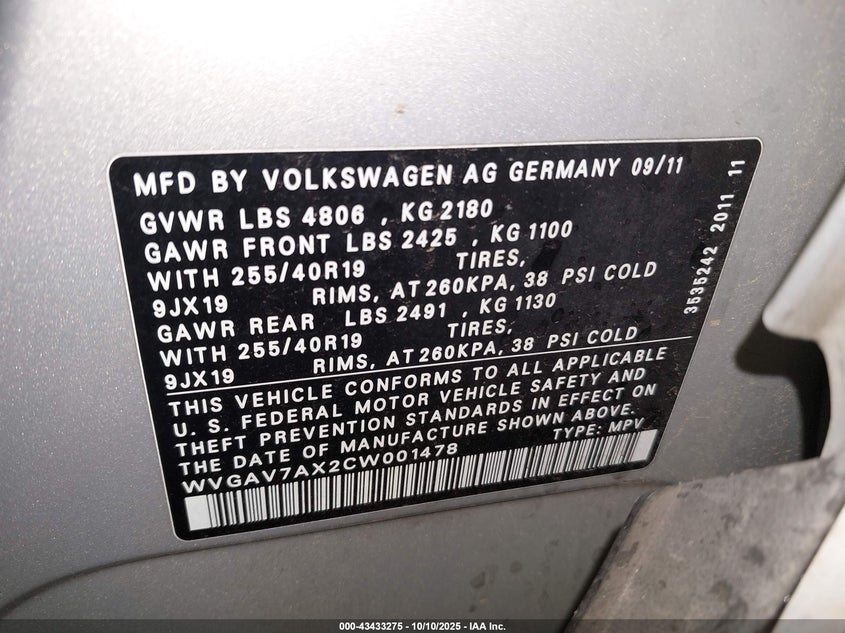 MFD BY VOLKSWAGEN AG GERMANY 09/11
GVWR LBS 4806 , KG 2180
GAWR FRONT LBS 2425 , KG 1100
WITH 255/40R19 TIRES,
9JX19 RIMS, AT 260KPA, 38 PSI COLD
GAWR REAR LBS 2491 , KG 1130
WITH 255/40R19 TIRES,
9JX19 RIMS, AT 260KPA, 38 PSI COLD
THIS VEHICLE CONFORMS TO ALL APPLICABLE
U. S. FEDERAL MOTOR VEHICLE SAFETY AND
THEFT PREVENTION STANDARDS IN EFFECT ON
THE DATE OF MANUFACTURE SHOWN ABOVE.
WVGAV7AX2CW001478 TYPE: MPV
3535242 2011 11
000-43433275 - 10/10/2025 - IAA Inc.